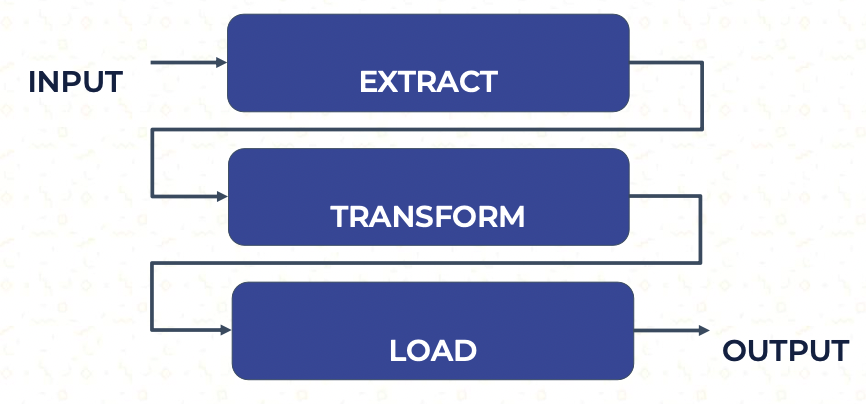 INPUT
EXTRACT
TRANSFORM
LOAD
OUTPUT